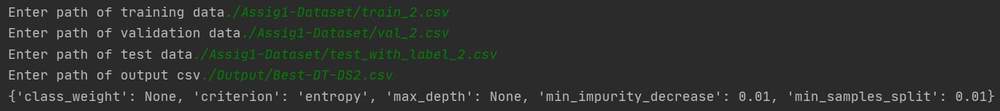 Enter path of training data./Assig1-Dataset/train_2.csv
Enter path of validation data./Assig1-Dataset/val_2.csv
Enter path of test data./Assig1-Dataset/test_with_label_2.csv
Enter path of output csv./Output/Best-DT-DS2.csv
{'class_weight': None, 'criterion': 'entropy', 'max_depth': None, 'min_impurity_decrease': 0.01, 'min_samples_split': 0.01}